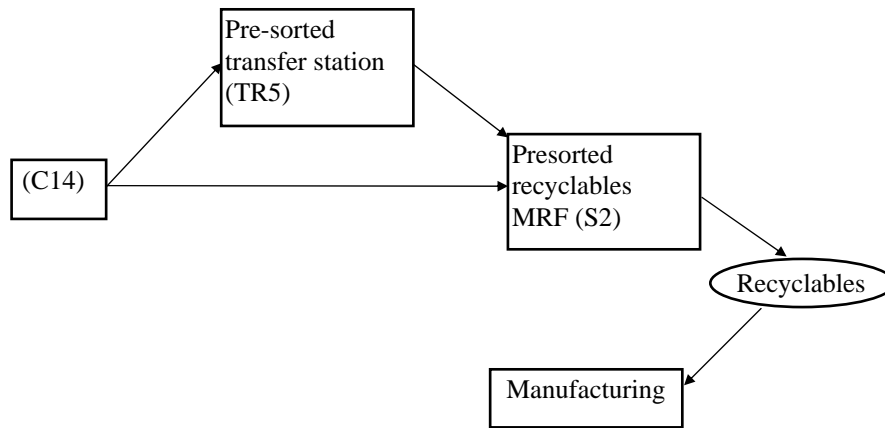 Pre-sorted
transfer station
(TR5)
(C14)
Presorted
recyclables
MRF (S2)
Recyclables
Manufacturing